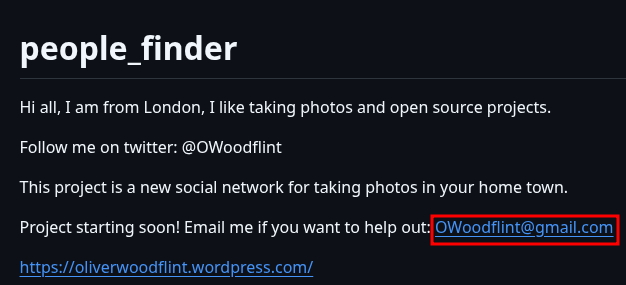 people_finder
Hi all, I am from London, I like taking photos and open source projects.
Follow me on twitter: @OWoodflint
This project is a new social network for taking photos in your home town.
Project starting soon! Email me if you want to help out: OWoodflint@gmail.com
https://oliverwoodflint.wordpress.com/